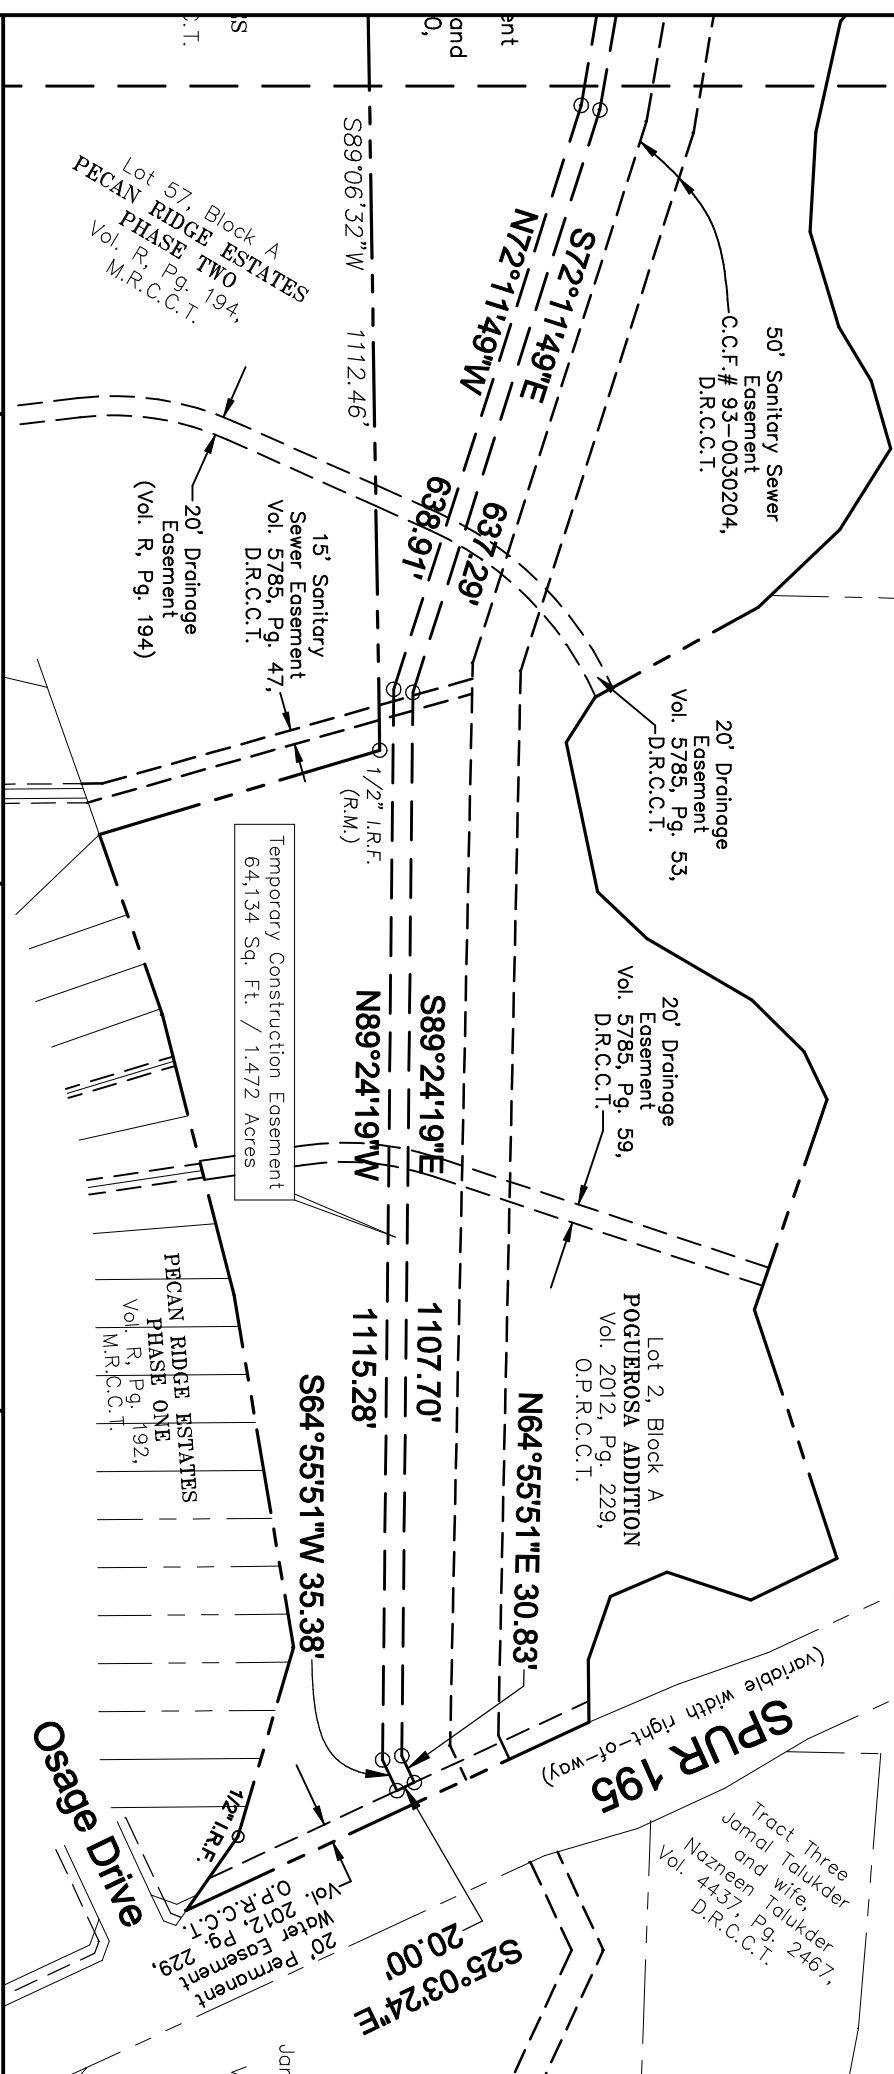 S
C.T.
ent
and
0,
S89°06'32"W 1112.46'
Lot 57, Block A
PECAN RIDGE ESTATES
PHASE TWO
Vol. R, Pg. 194,
M.R.C.C.T.
S72°11'49"E
N72°11'49"W
637.29'
638.91'
50' Sanitary Sewer
Easement
C.C.F.# 93-0030204,
D.R.C.C.T.
20' Drainage
Easement
(Vol. R, Pg. 194)
15' Sanitary
Sewer Easement
Vol. 5785, Pg. 47,
D.R.C.C.T.
20' Drainage
Easement
Vol. 5785, Pg. 53,
D.R.C.C.T.
1/2" I.R.F.
(R.M.)
Temporary Construction Easement
64,134 Sq. Ft. / 1.472 Acres
S89°24'19"E
N89°24'19"W
1107.70'
1115.28'
20' Drainage
Easement
Vol. 5785, Pg. 59,
D.R.C.C.T.
Lot 2, Block A
POGUEROSA ADDITION
Vol. 2012, Pg. 229,
O.P.R.C.C.T.
PECAN RIDGE ESTATES
PHASE ONE
Vol. R, Pg. 192,
M.R.C.C.T.
N64°55'51"E 30.83'
S64°55'51"W 35.38'
(variable width right-of-way)
SPUR 195
Osage Drive
1/2" I.R.F.
20' Permanent
Water Easement
Vol. 2012, Pg. 229,
O.P.R.C.C.T.
S25°03'24"E
20.00'
Tract Three
Jamal Talukder
and wife,
Nazneen Talukder
Vol. 4437, Pg. 2467,
D.R.C.C.T.
Jar